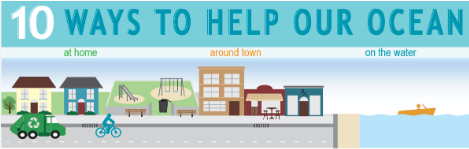 10 WAYS TO HELP OUR OCEAN
at home around town on the water